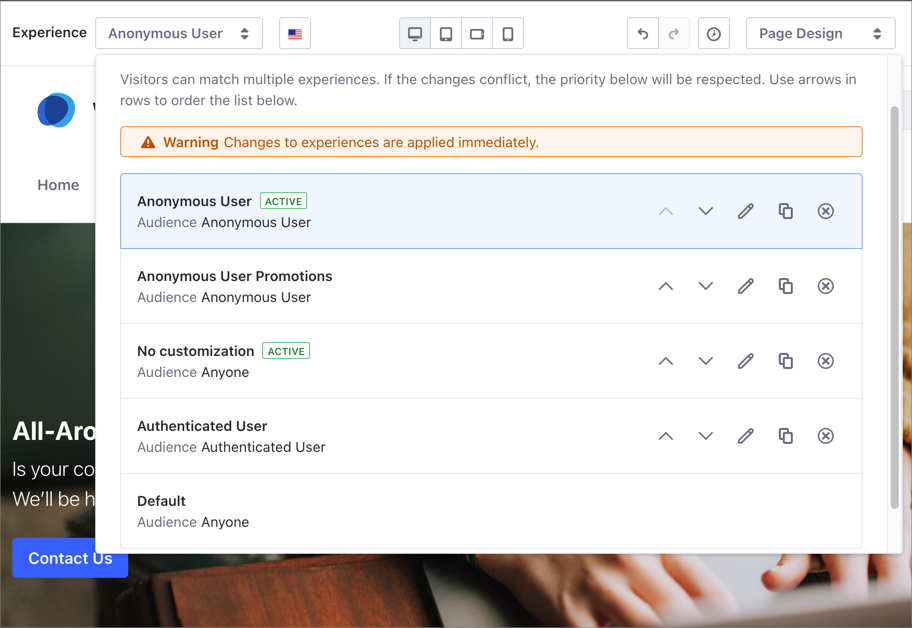 Experience Anonymous User Page Design
Visitors can match multiple experiences. If the changes conflict, the priority below will be respected. Use arrows in
rows to order the list below.
Warning Changes to experiences are applied immediately.
Home
Anonymous User ACTIVE
Audience Anonymous User
Anonymous User Promotions
Audience Anonymous User
No customization ACTIVE
Audience Anyone
Authenticated User
Audience Authenticated User
Default
Audience Anyone
All-Aro
Is your co
We'll be h
Contact Us